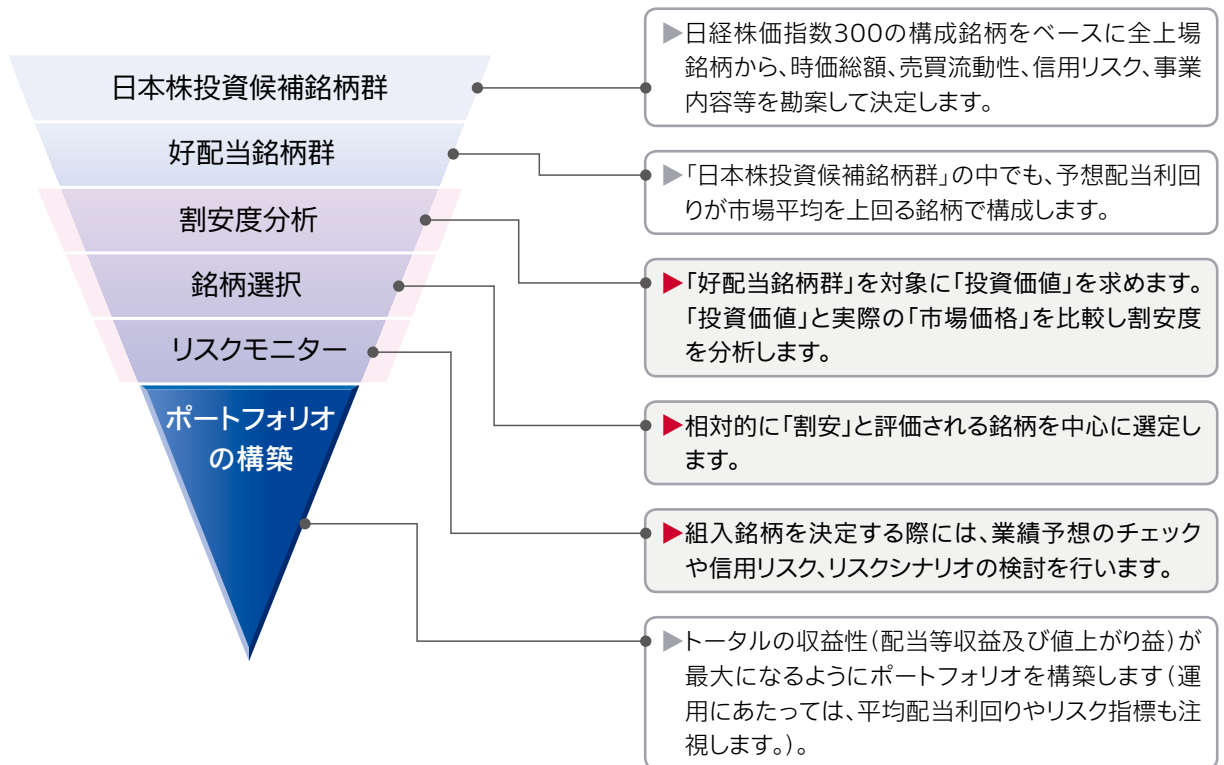 日本株投資候補銘柄群
▶日経株価指数300の構成銘柄をベースに全上場
銘柄から、時価総額、売買流動性、信用リスク、事業
内容等を勘案して決定します。
好配当銘柄群
▶「日本株投資候補銘柄群」の中でも、予想配当利回
りが市場平均を上回る銘柄で構成します。
割安度分析
▶「好配当銘柄群」を対象に「投資価値」を求めます。
「投資価値」と実際の「市場価格」を比較し割安度
を分析します。
銘柄選択
▶相対的に「割安」と評価される銘柄を中心に選定し
ます。
リスクモニター
▶組入銘柄を決定する際には、業績予想のチェック
や信用リスク、リスクシナリオの検討を行います。
ポートフォリオ
の構築
▶トータルの収益性(配当等収益及び値上がり益)が
最大になるようにポートフォリオを構築します(運
用にあたっては、平均配当利回りやリスク指標も注
視します。)。